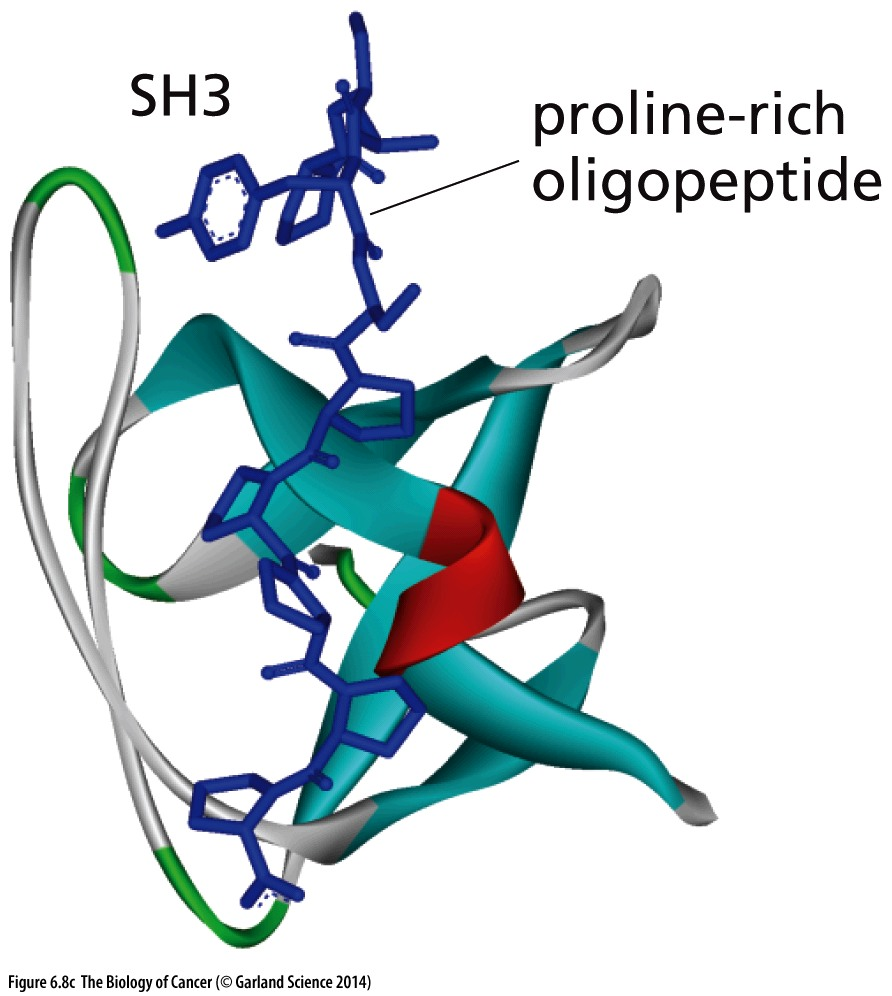 SH3
proline-rich
oligopeptide
Figure 6.8c The Biology of Cancer (© Garland Science 2014)